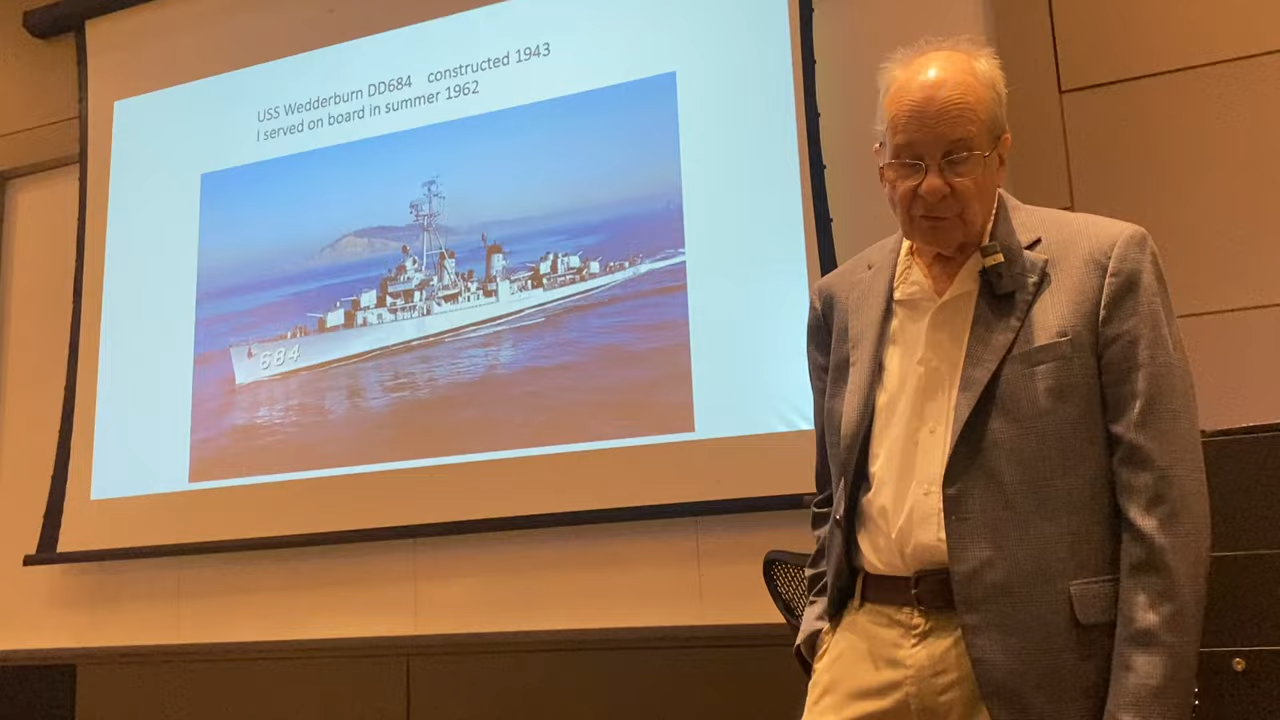 USS Wedderburn DD684 constructed 1943
I served on board in summer 1962
684